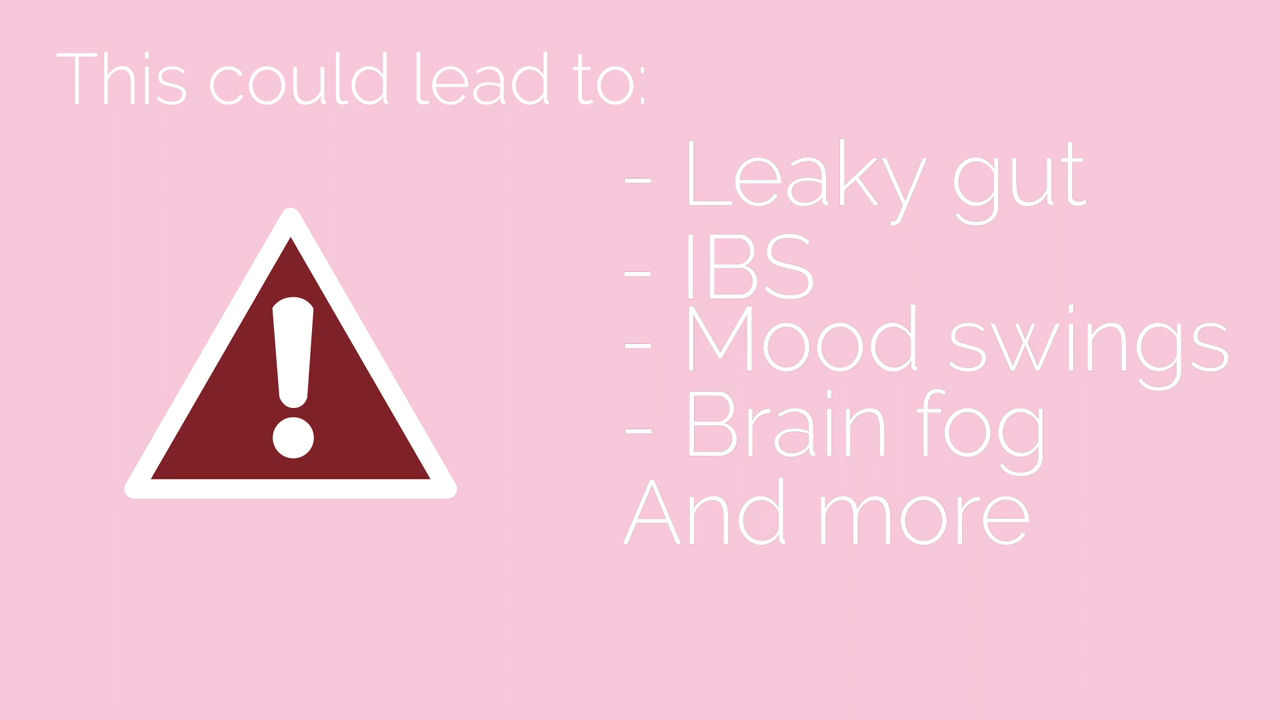 This could lead to:
- Leaky gut
- IBS
- Mood swings
- Brain fog
And more